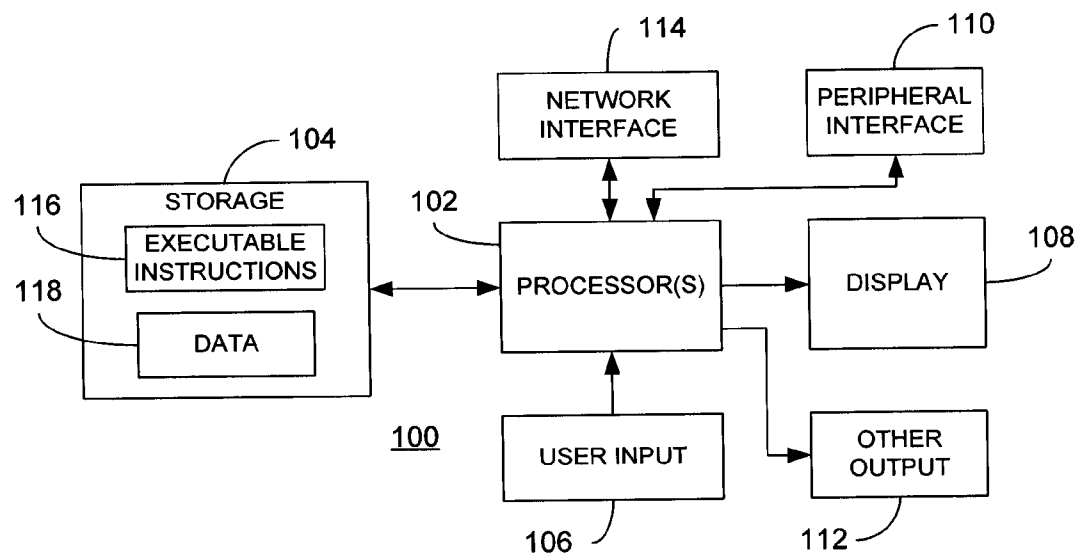 114
110
NETWORK
INTERFACE
PERIPHERAL
INTERFACE
104
STORAGE
116
EXECUTABLE
INSTRUCTIONS
118
DATA
102
PROCESSOR(S)
DISPLAY
108
100
USER INPUT
106
OTHER
OUTPUT
112